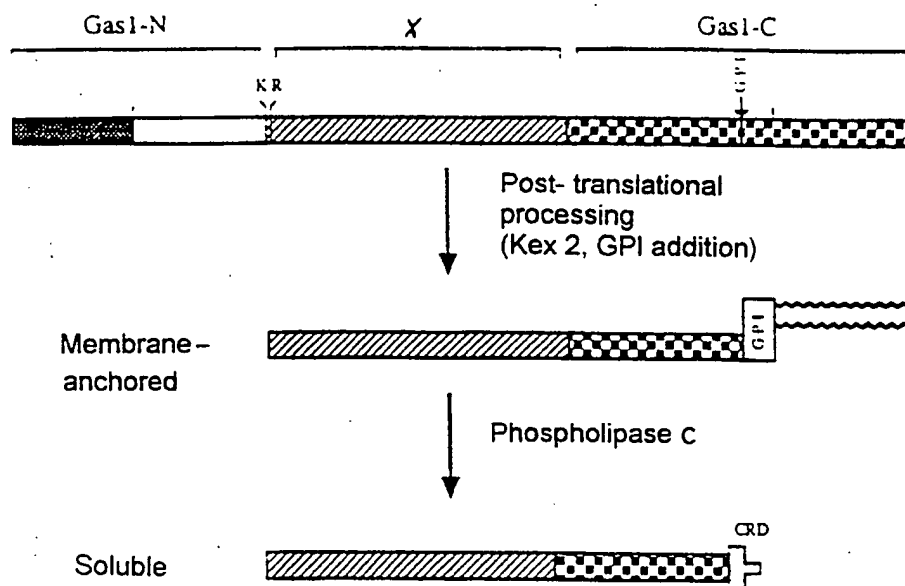 Gas1-N X Gas1-C
KR
GPI
Post- translational
processing
(Kex 2, GPI addition)
GPI
Membrane-
anchored
Phospholipase C
CRD
Soluble